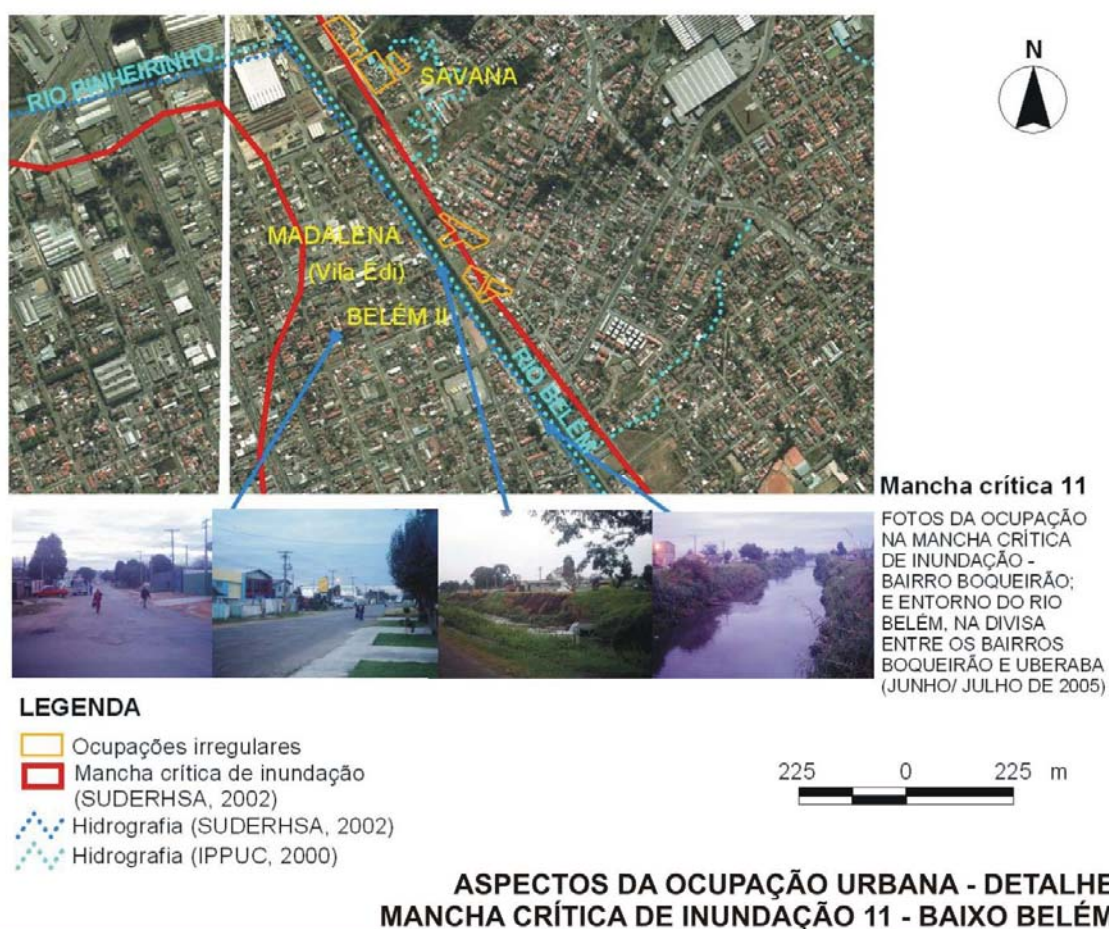 RIO PINHEIRINHO
SAVANA
MADALENA
(Vila Edi)
BELÉM II
RIO BELÉM
N
Mancha crítica 11
FOTOS DA OCUPAÇÃO
NA MANCHA CRÍTICA
DE INUNDAÇÃO -
BAIRRO BOQUEIRÃO;
E ENTORNO DO RIO
BELÉM, NA DIVISA
ENTRE OS BAIRROS
BOQUEIRÃO E UBERABA
(JUNHO/ JULHO DE 2005)
LEGENDA
Ocupações irregulares
Mancha crítica de inundação
(SUDERHSA, 2002)
Hidrografia (SUDERHSA, 2002)
Hidrografia (IPPUC, 2000)
225 0 225 m
ASPECTOS DA OCUPAÇÃO URBANA - DETALHE
MANCHA CRÍTICA DE INUNDAÇÃO 11 - BAIXO BELÉM